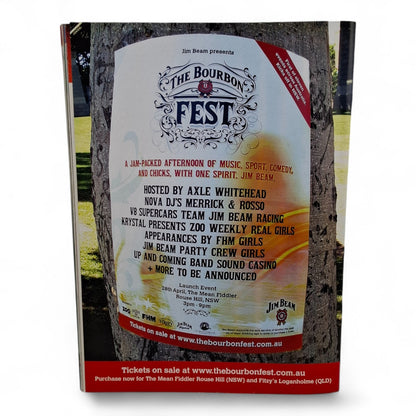 Jim Beam presents
THE BOURBON
FEST
A JAM-PACKED AFTERNOON OF MUSIC, SPORT, COMEDY,
AND CHICKS, WITH ONE SPIRIT. JIM BEAM.
HOSTED BY AXLE WHITEHEAD
NOVA DJ'S MERRICK & ROSSO
V8 SUPERCARS TEAM JIM BEAM RACING
KRYSTAL PRESENTS ZOO WEEKLY REAL GIRLS
APPEARANCES BY FHM GIRLS
JIM BEAM PARTY CREW GIRLS
UP AND COMING BAND SOUND CASINO
+ MORE TO BE ANNOUNCED
Launch Event
28th April, The Mean Fiddler,
Rouse Hill, NSW
3pm - 9pm
FHM
JIM BEAM
Tickets on sale at www.thebourbonfest.com.au
Tickets on sale at www.thebourbonfest.com.au
Purchase now for The Mean Fiddler Rouse Hill (NSW) and Fitzy's Loganholme (QLD)